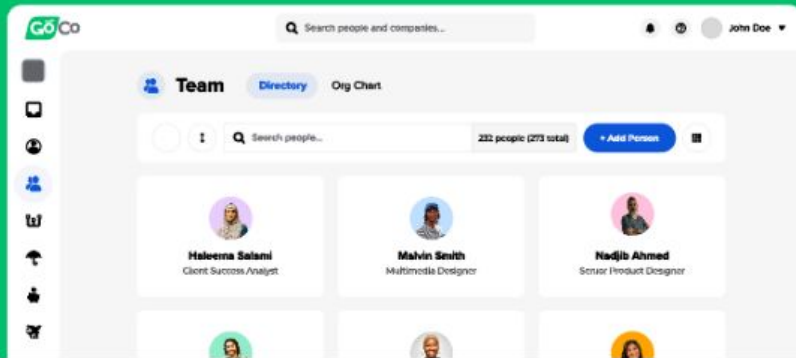 GoCo
Search people and companies...
John Doe
Team
Directory
Org Chart
Search people...
232 people (273 total)
+ Add Person
Haleema Salami
Client Success Analyst
Malvin Smith
Multimedia Designer
Nadjib Ahmed
Senior Product Designer